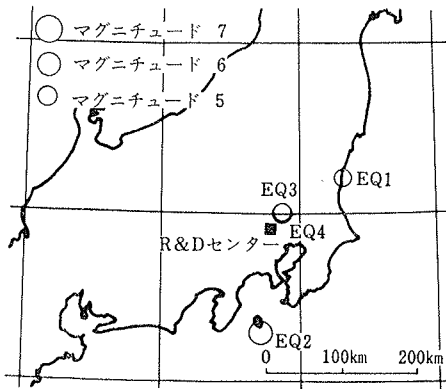 マグニチュード 7
マグニチュード 6
マグニチュード 5
EQ1
EQ3
EQ4
R&Dセンター
EQ2
0 100km 200km